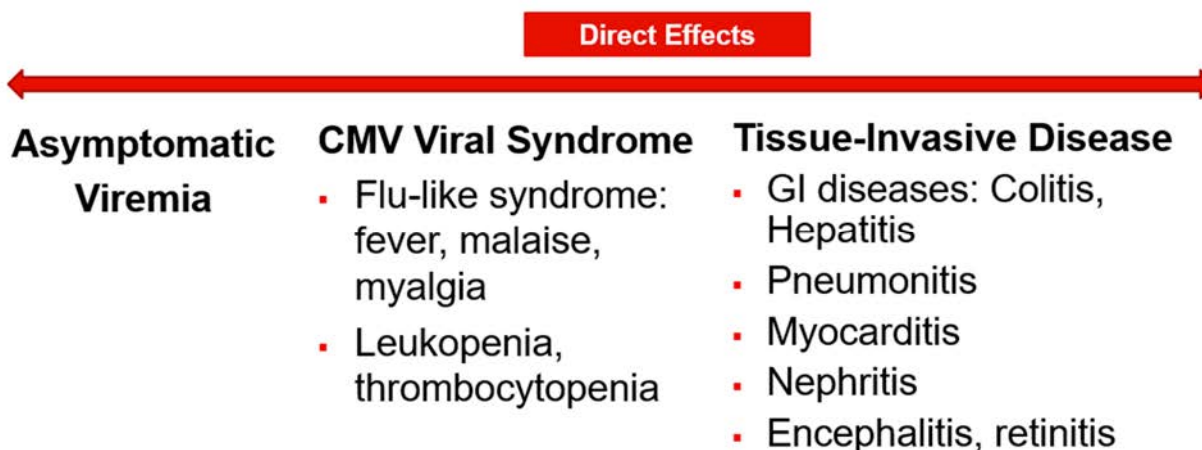 Direct Effects
Asymptomatic
Viremia
CMV Viral Syndrome
▪ Flu-like syndrome:
fever, malaise,
myalgia
▪ Leukopenia,
thrombocytopenia
Tissue-Invasive Disease
▪ GI diseases: Colitis,
Hepatitis
▪ Pneumonitis
▪ Myocarditis
▪ Nephritis
▪ Encephalitis, retinitis